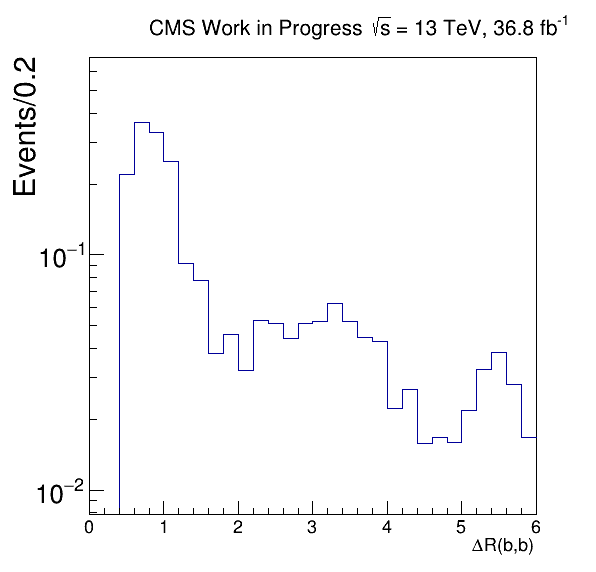 CMS Work in Progress √s = 13 TeV, 36.8 fb⁻¹
Events/0.2
10⁻¹
10⁻²
0 1 2 3 4 5 6
ΔR(b,b)